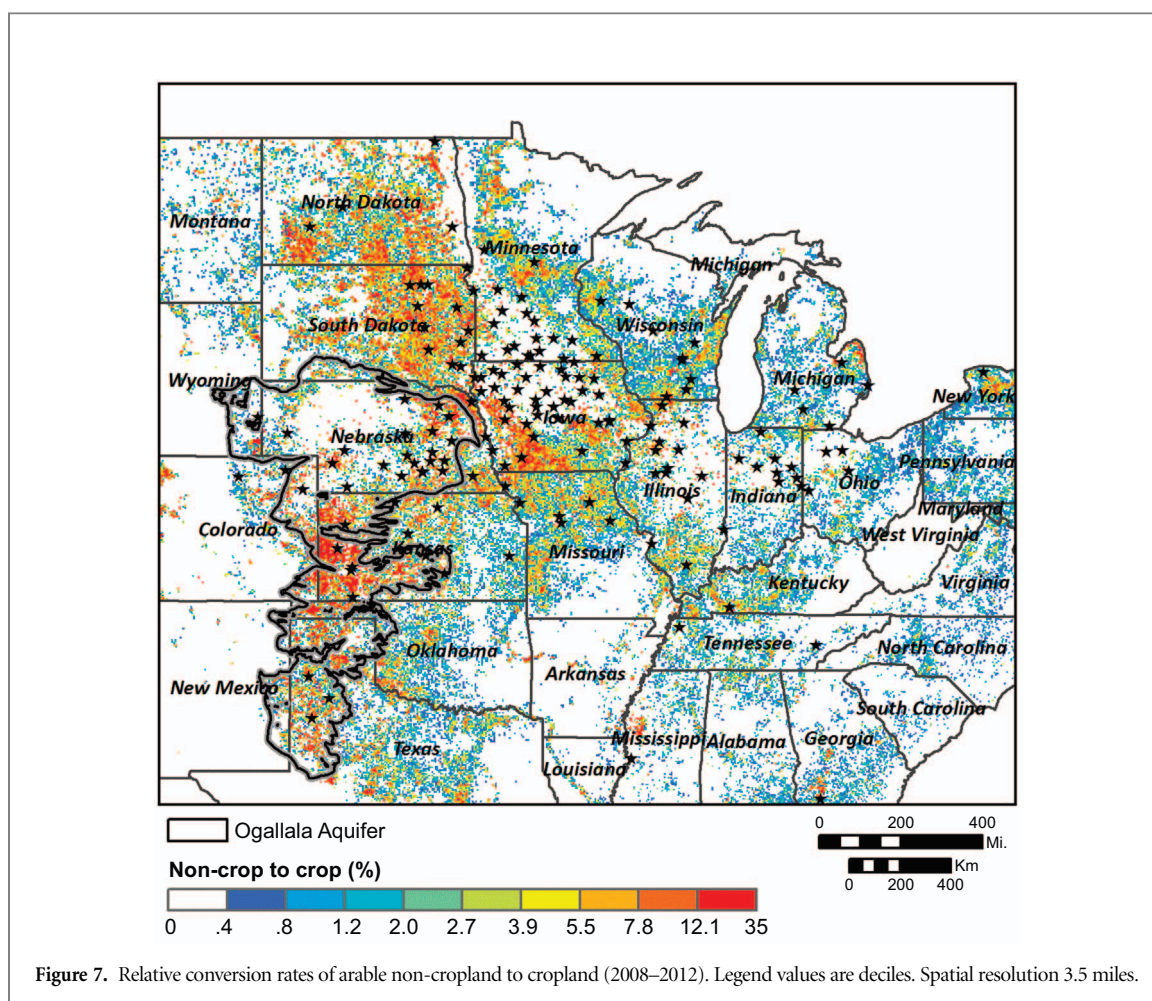 North Dakota
Montana
Minnesota
Michigan
South Dakota
Wisconsin
Wyoming
Michigan
New York
Iowa
Nebraska
Pennsylvania
Illinois
Indiana
Ohio
Maryland
Colorado
West Virginia
Kansas
Missouri
Kentucky
Virginia
Tennessee
North Carolina
Oklahoma
Arkansas
New Mexico
South Carolina
Mississippi
Alabama
Georgia
Texas
Louisiana
Ogallala Aquifer
0 200 400
Mi.
Km
0 200 400
Non-crop to crop (%)
0 .4 .8 1.2 2.0 2.7 3.9 5.5 7.8 12.1 35
Figure 7. Relative conversion rates of arable non-cropland to cropland (2008–2012). Legend values are deciles. Spatial resolution 3.5 miles.